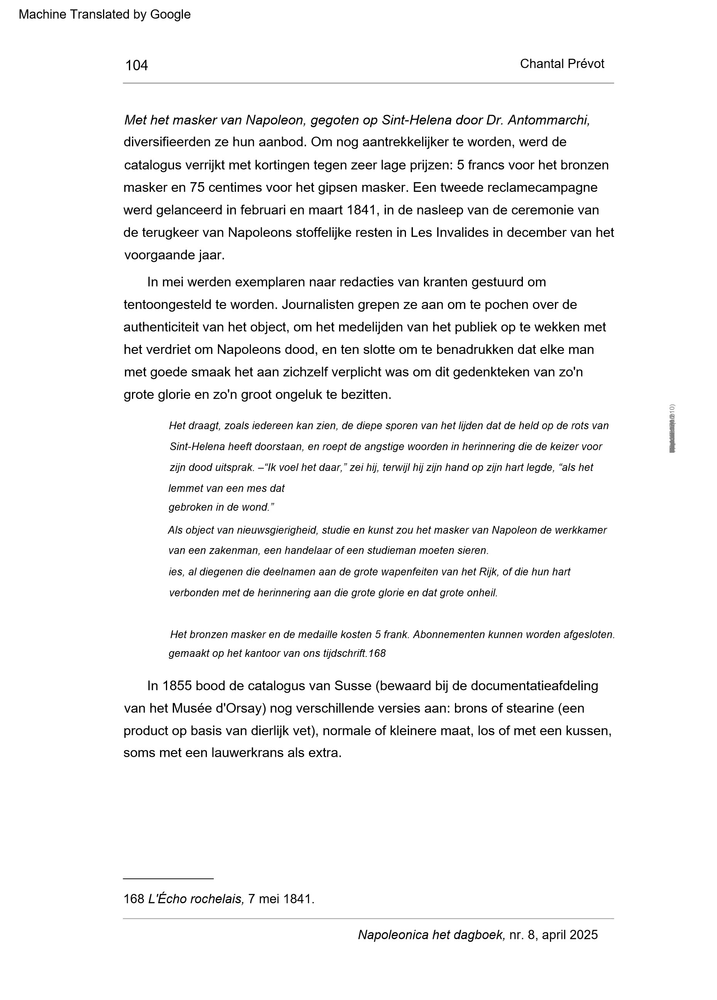 Machine Translated by Google
104
Chantal Prévot
Met het masker van Napoleon, gegoten op Sint-Helena door Dr. Antommarchi,
diversifieerden ze hun aanbod. Om nog aantrekkelijker te worden, werd de
catalogus verrijkt met kortingen tegen zeer lage prijzen: 5 francs voor het bronzen
masker en 75 centimes voor het gipsen masker. Een tweede reclamecampagne
werd gelanceerd in februari en maart 1841, in de nasleep van de ceremonie van
de terugkeer van Napoleons stoffelijke resten in Les Invalides in december van het
voorgaande jaar.
In mei werden exemplaren naar redacties van kranten gestuurd om
tentoongesteld te worden. Journalisten grepen ze aan om te pochen over de
authenticiteit van het object, om het medelijden van het publiek op te wekken met
het verdriet om Napoleons dood, en ten slotte om te benadrukken dat elke man
met goede smaak het aan zichzelf verplicht was om dit gedenkteken van zo'n
grote glorie en zo'n groot ongeluk te bezitten.
Het draagt, zoals iedereen kan zien, de diepe sporen van het lijden dat de held op de rots van
Sint-Helena heeft doorstaan, en roept de angstige woorden in herinnering die de keizer voor
zijn dood uitsprak. –“Ik voel het daar,” zei hij, terwijl hij zijn hand op zijn hart legde, “als het
lemmet van een mes dat
gebroken in de wond.”
Als object van nieuwsgierigheid, studie en kunst zou het masker van Napoleon de werkkamer
van een zakenman, een handelaar of een studieman moeten sieren.
ies, al diegenen die deelnamen aan de grote wapenfeiten van het Rijk, of die hun hart
verbonden met de herinnering aan die grote glorie en dat grote onheil.
Het bronzen masker en de medaille kosten 5 frank. Abonnementen kunnen worden afgesloten.
gemaakt op het kantoor van ons tijdschrift.168
In 1855 bood de catalogus van Susse (bewaard bij de documentatieafdeling
van het Musée d'Orsay) nog verschillende versies aan: brons of stearine (een
product op basis van dierlijk vet), normale of kleinere maat, los of met een kussen,
soms met een lauwerkrans als extra.
168 L'Écho rochelais, 7 mei 1841.
Napoleonica het dagboek, nr. 8, april 2025